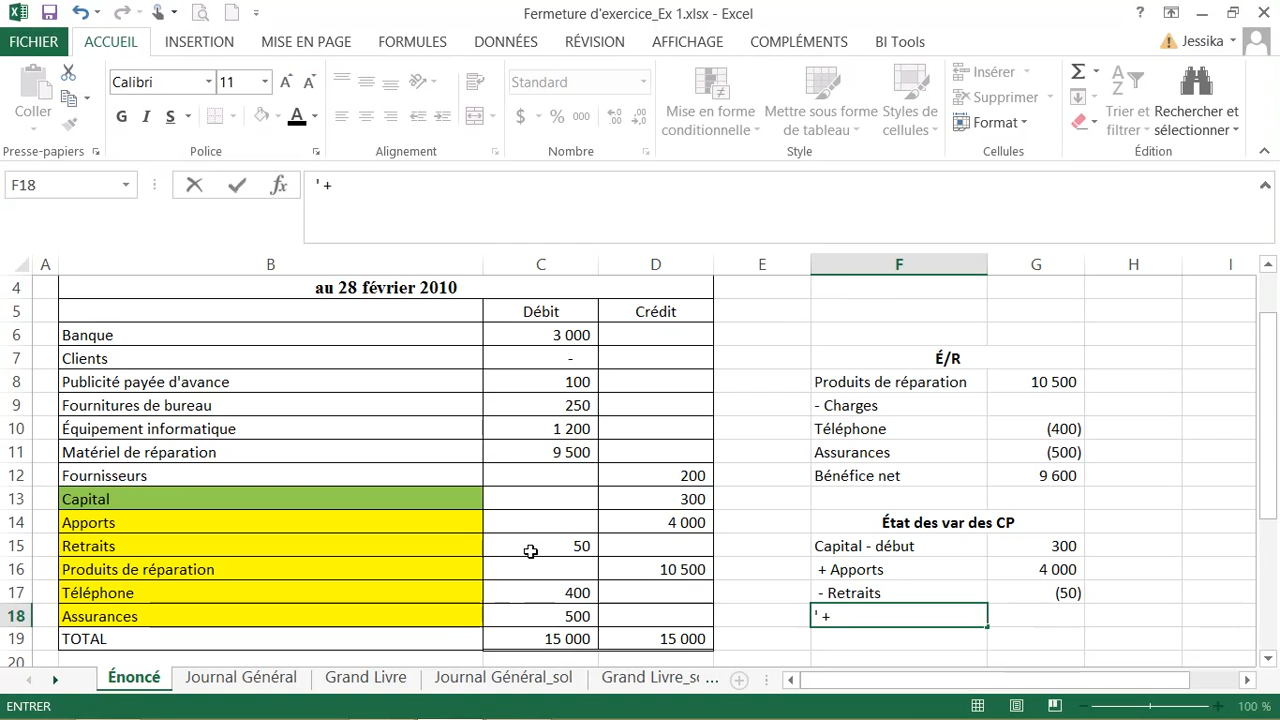 Fermeture d'exercice_Ex 1.xlsx - Excel
FICHIER ACCUEIL INSERTION MISE EN PAGE FORMULES DONNÉES RÉVISION AFFICHAGE COMPLÉMENTS BI Tools Jessika
Coller
Presse-papiers
Calibri 11
G I S
Police
Alignement
Standard
$ % 000
Nombre
Mise en forme conditionnelle
Mettre sous forme de tableau
Styles de cellules
Style
Insérer
Supprimer
Format
Cellules
Trier et filtrer
Rechercher et sélectionner
Édition
F18 ' +
A B C D E F G H I
4 au 28 février 2010
5 Débit Crédit
6 Banque 3 000
7 Clients - É/R
8 Publicité payée d'avance 100 Produits de réparation 10 500
9 Fournitures de bureau 250 - Charges
10 Équipement informatique 1 200 Téléphone (400)
11 Matériel de réparation 9 500 Assurances (500)
12 Fournisseurs 200 Bénéfice net 9 600
13 Capital 300
14 Apports 4 000 État des var des CP
15 Retraits 50 Capital - début 300
16 Produits de réparation 10 500 + Apports 4 000
17 Téléphone 400 - Retraits (50)
18 Assurances 500 ' +
19 TOTAL 15 000 15 000
20
Énoncé Journal Général Grand Livre Journal Général_sol Grand Livre_sc ...
ENTRER 100 %